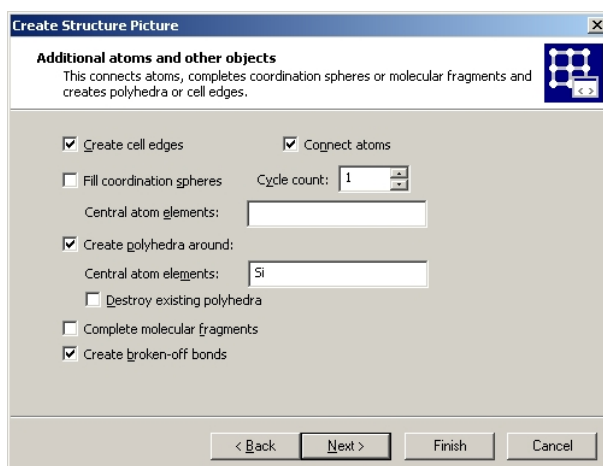 Create Structure Picture
Additional atoms and other objects
This connects atoms, completes coordination spheres or molecular fragments and
creates polyhedra or cell edges.
Create cell edges Connect atoms
Fill coordination spheres Cycle count: 1
Central atom elements:
Create polyhedra around:
Central atom elements: Si
Destroy existing polyhedra
Complete molecular fragments
Create broken-off bonds
< Back Next > Finish Cancel